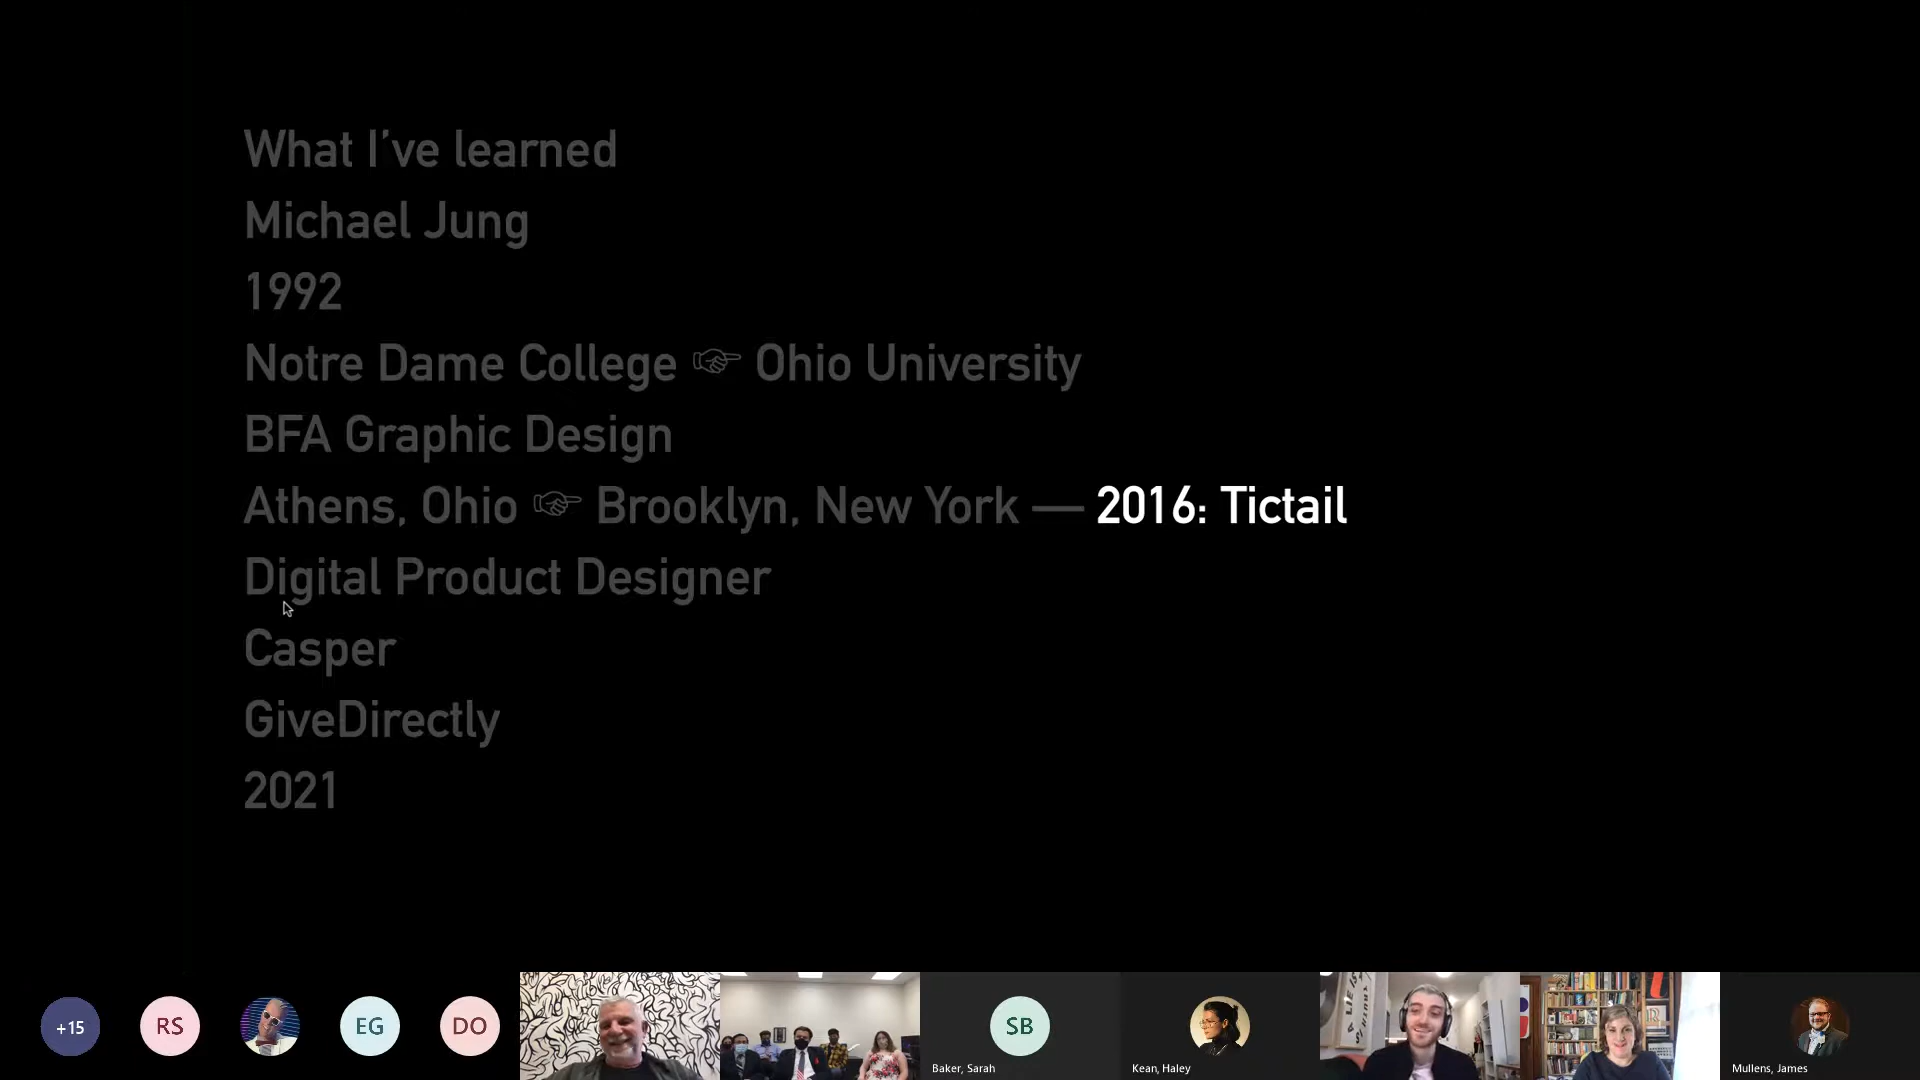 What I’ve learned
Michael Jung
1992
Notre Dame College ☞ Ohio University
BFA Graphic Design
Athens, Ohio ☞ Brooklyn, New York — 2016: Tictail
Digital Product Designer
Casper
GiveDirectly
2021
+15
RS
EG
DO
SB
A LIE IS
Baker, Sarah
Kean, Haley
Mullens, James